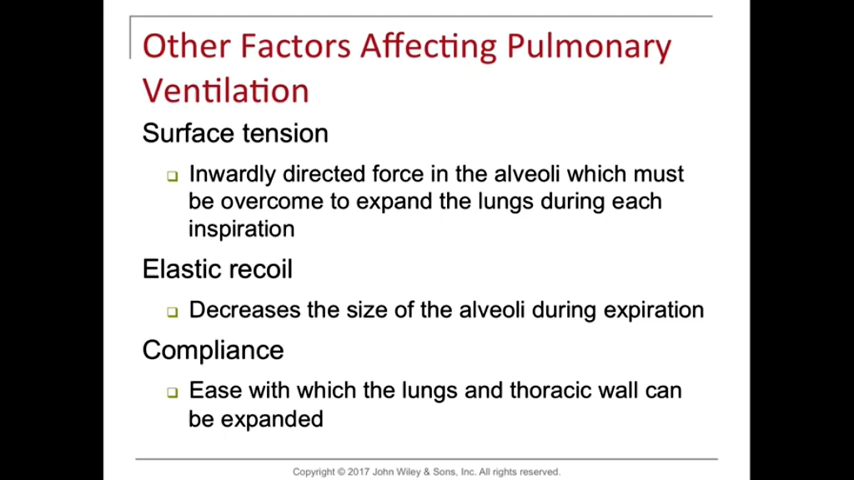 Other Factors Affecting Pulmonary
Ventilation
Surface tension
Inwardly directed force in the alveoli which must
be overcome to expand the lungs during each
inspiration
Elastic recoil
Decreases the size of the alveoli during expiration
Compliance
Ease with which the lungs and thoracic wall can
be expanded
Copyright © 2017 John Wiley & Sons, Inc. All rights reserved.